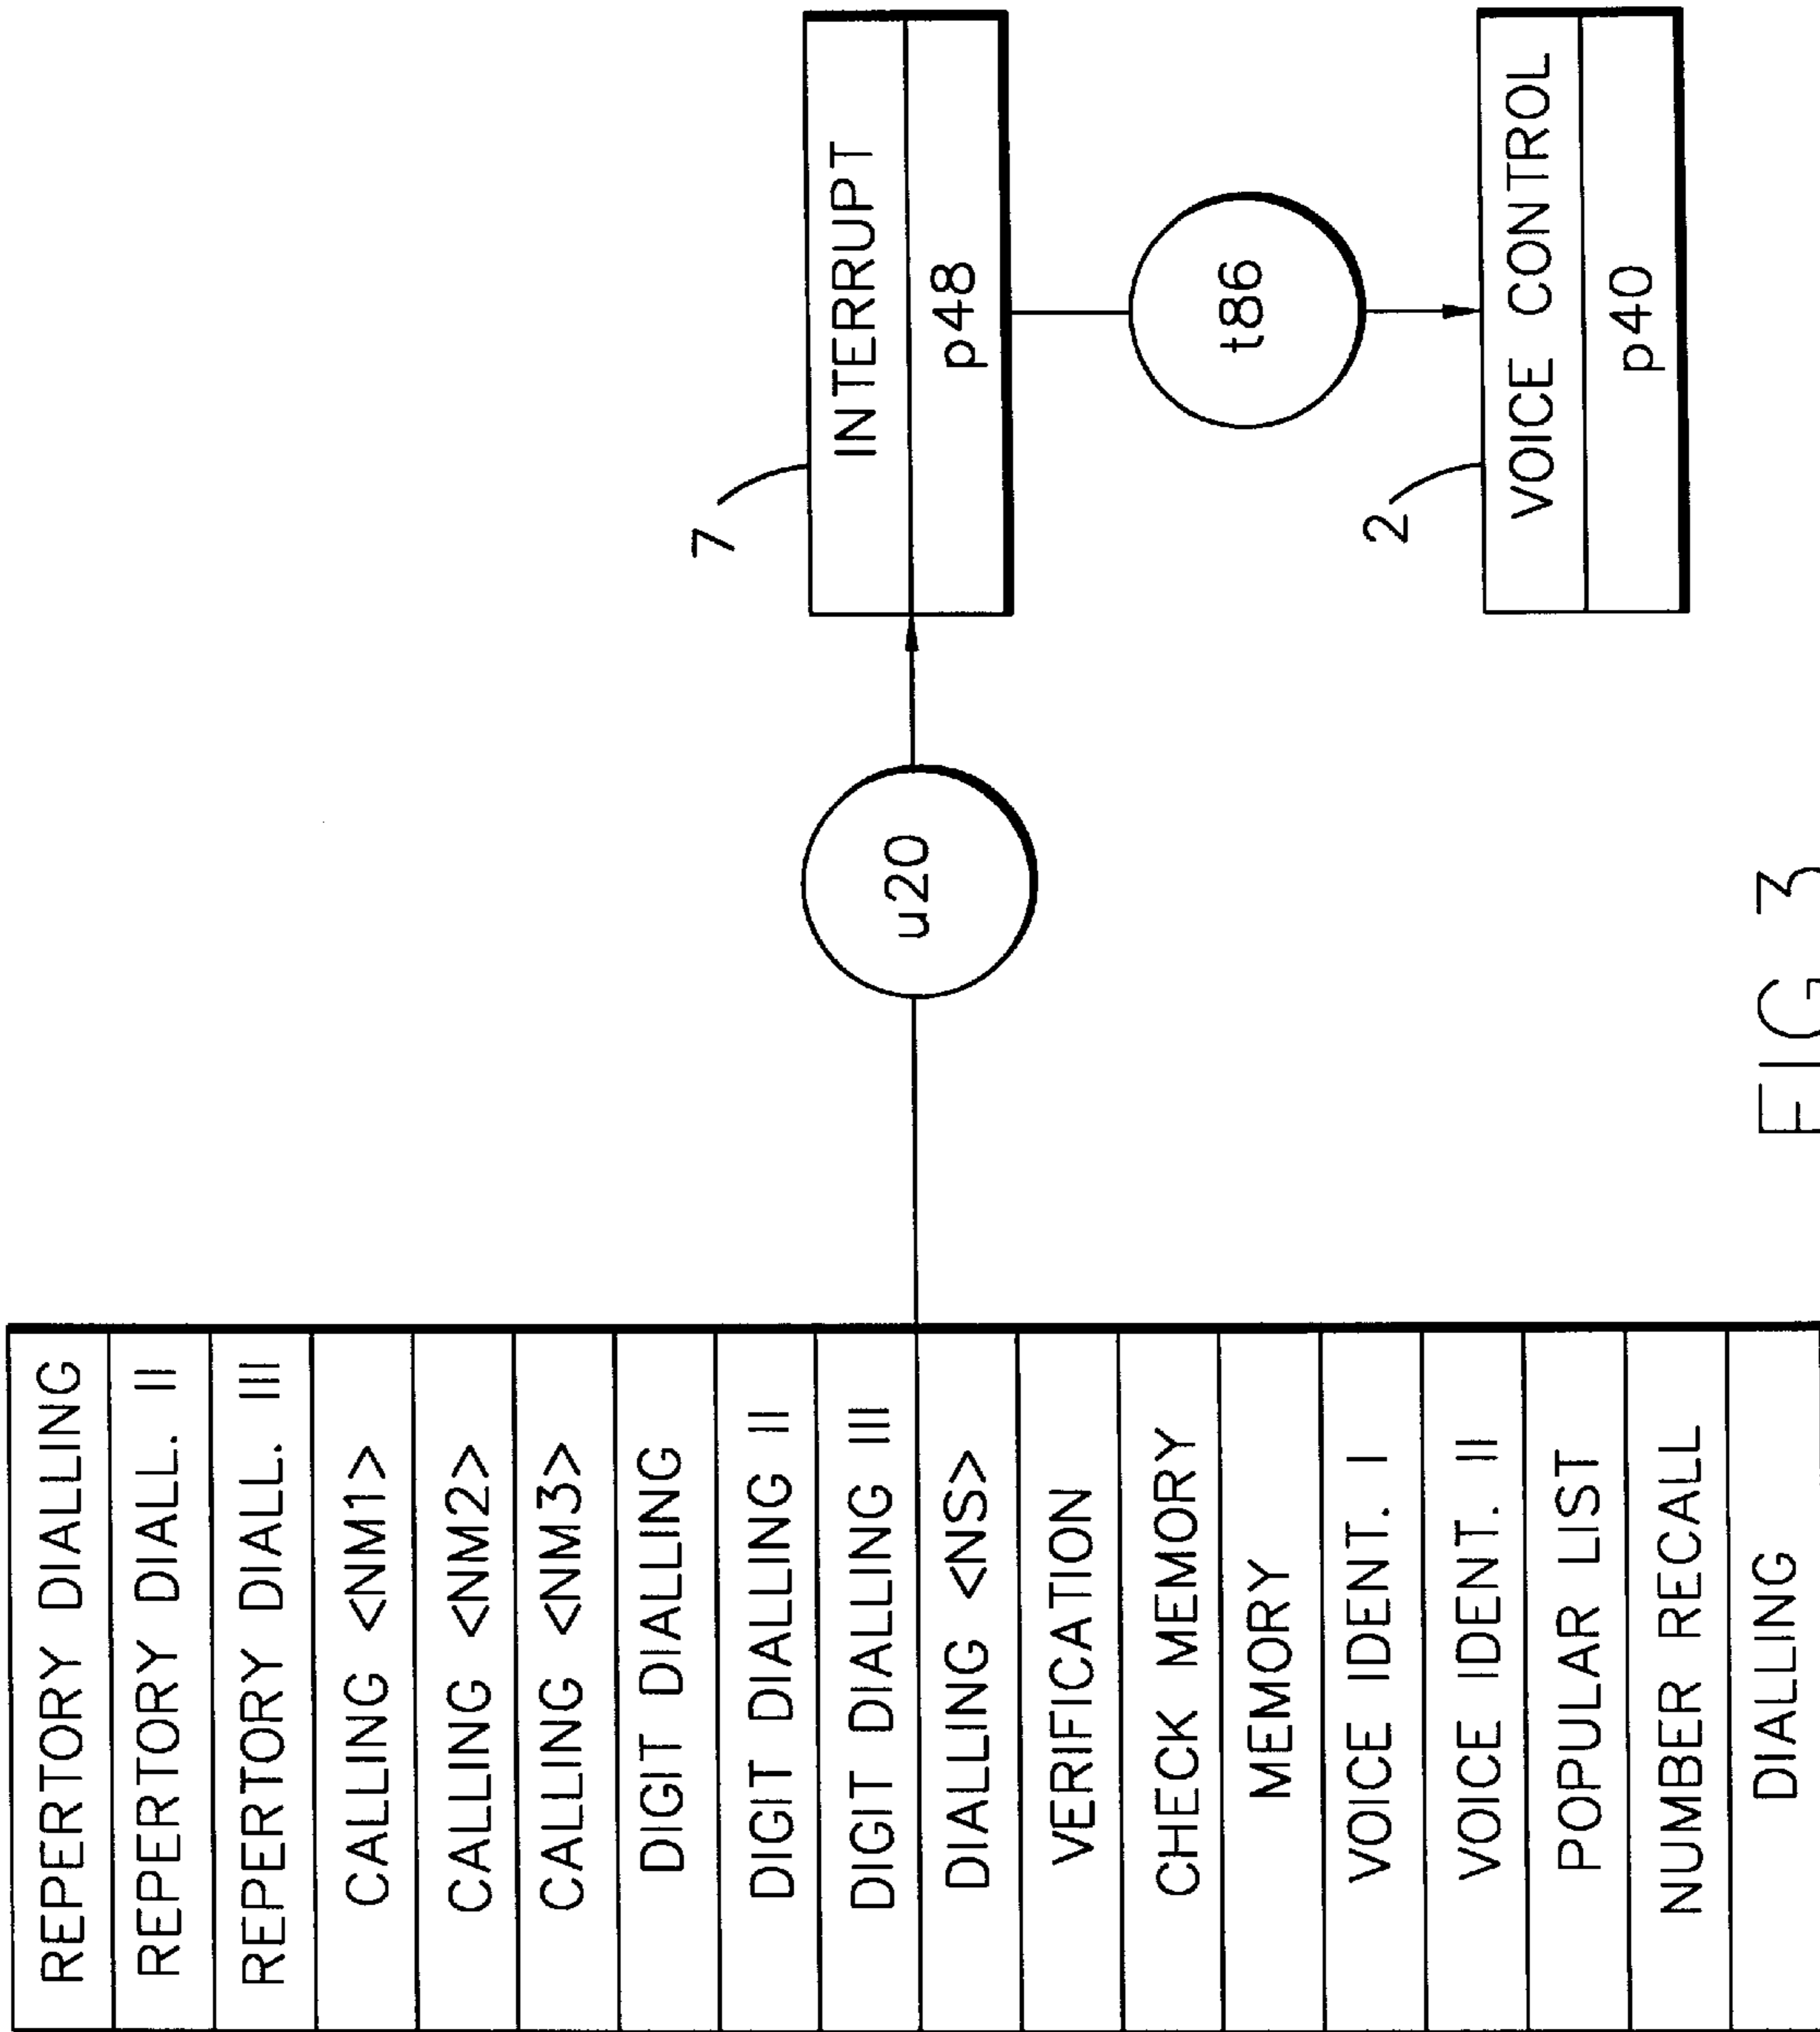 REPERTORY DIALLING
REPERTORY DIALL. II
REPERTORY DIALL. III
CALLING <NM1>
CALLING <NM2>
CALLING <NM3>
DIGIT DIALLING
DIGIT DIALLING II
DIGIT DIALLING III
DIALLING <NS>
VERIFICATION
CHECK MEMORY
MEMORY
VOICE IDENT. I
VOICE IDENT. II
POPULAR LIST
NUMBER RECALL
DIALLING
u20
7
INTERRUPT
p48
t86
2
VOICE CONTROL
p40
FIG 3